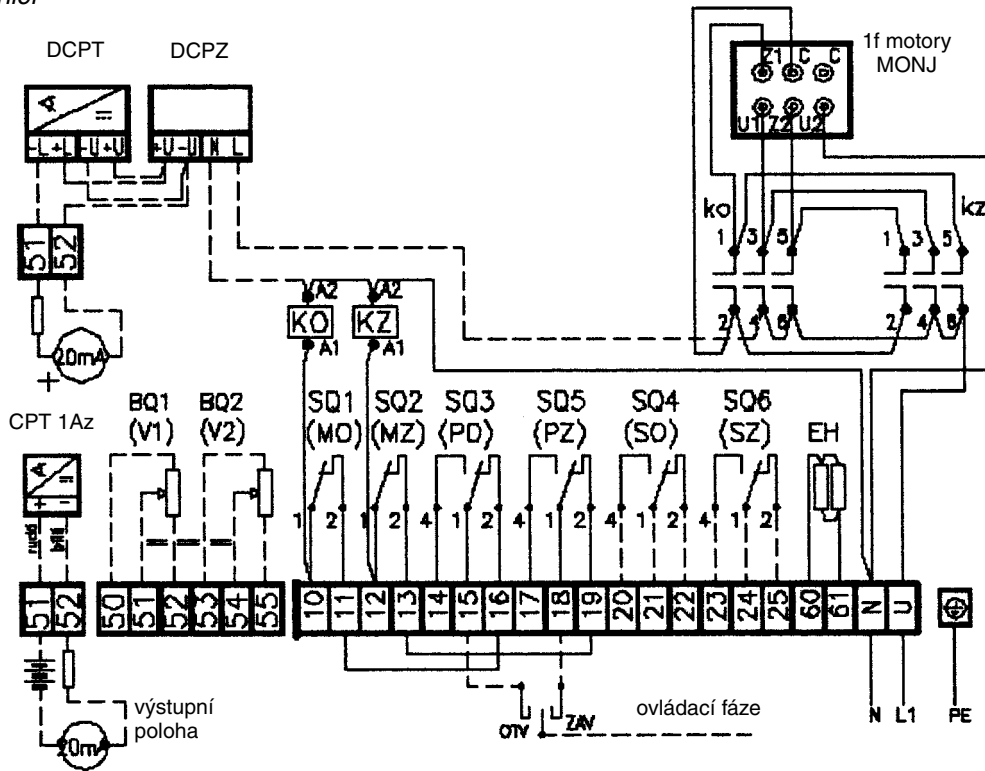 DCPT DCPZ
1f motory
MONJ
Z1 C C
U1 Z2 U2
-L +L -U +U
+U -U N L
51 52
20mA
+
ko kz
1 3 5 1 3 5
2 4 6 2 4 6
A2 A2
KO KZ
A1 A1
CPT 1Az
BQ1 BQ2 SQ1 SQ2 SQ3 SQ5 SQ4 SQ6 EH
(V1) (V2) (MO) (MZ) (PO) (PZ) (SO) (SZ)
+ -
1 2 1 2 4 1 2 4 1 2 4 1 2 4 1 2
51 52
50 51 52 53 54 55
10 11 12 13 14 15 16 17 18 19 20 21 22 23 24 25 60 61 N U
výstupní
poloha
20mA
OTV ZAV
ovládací fáze
N L1 PE